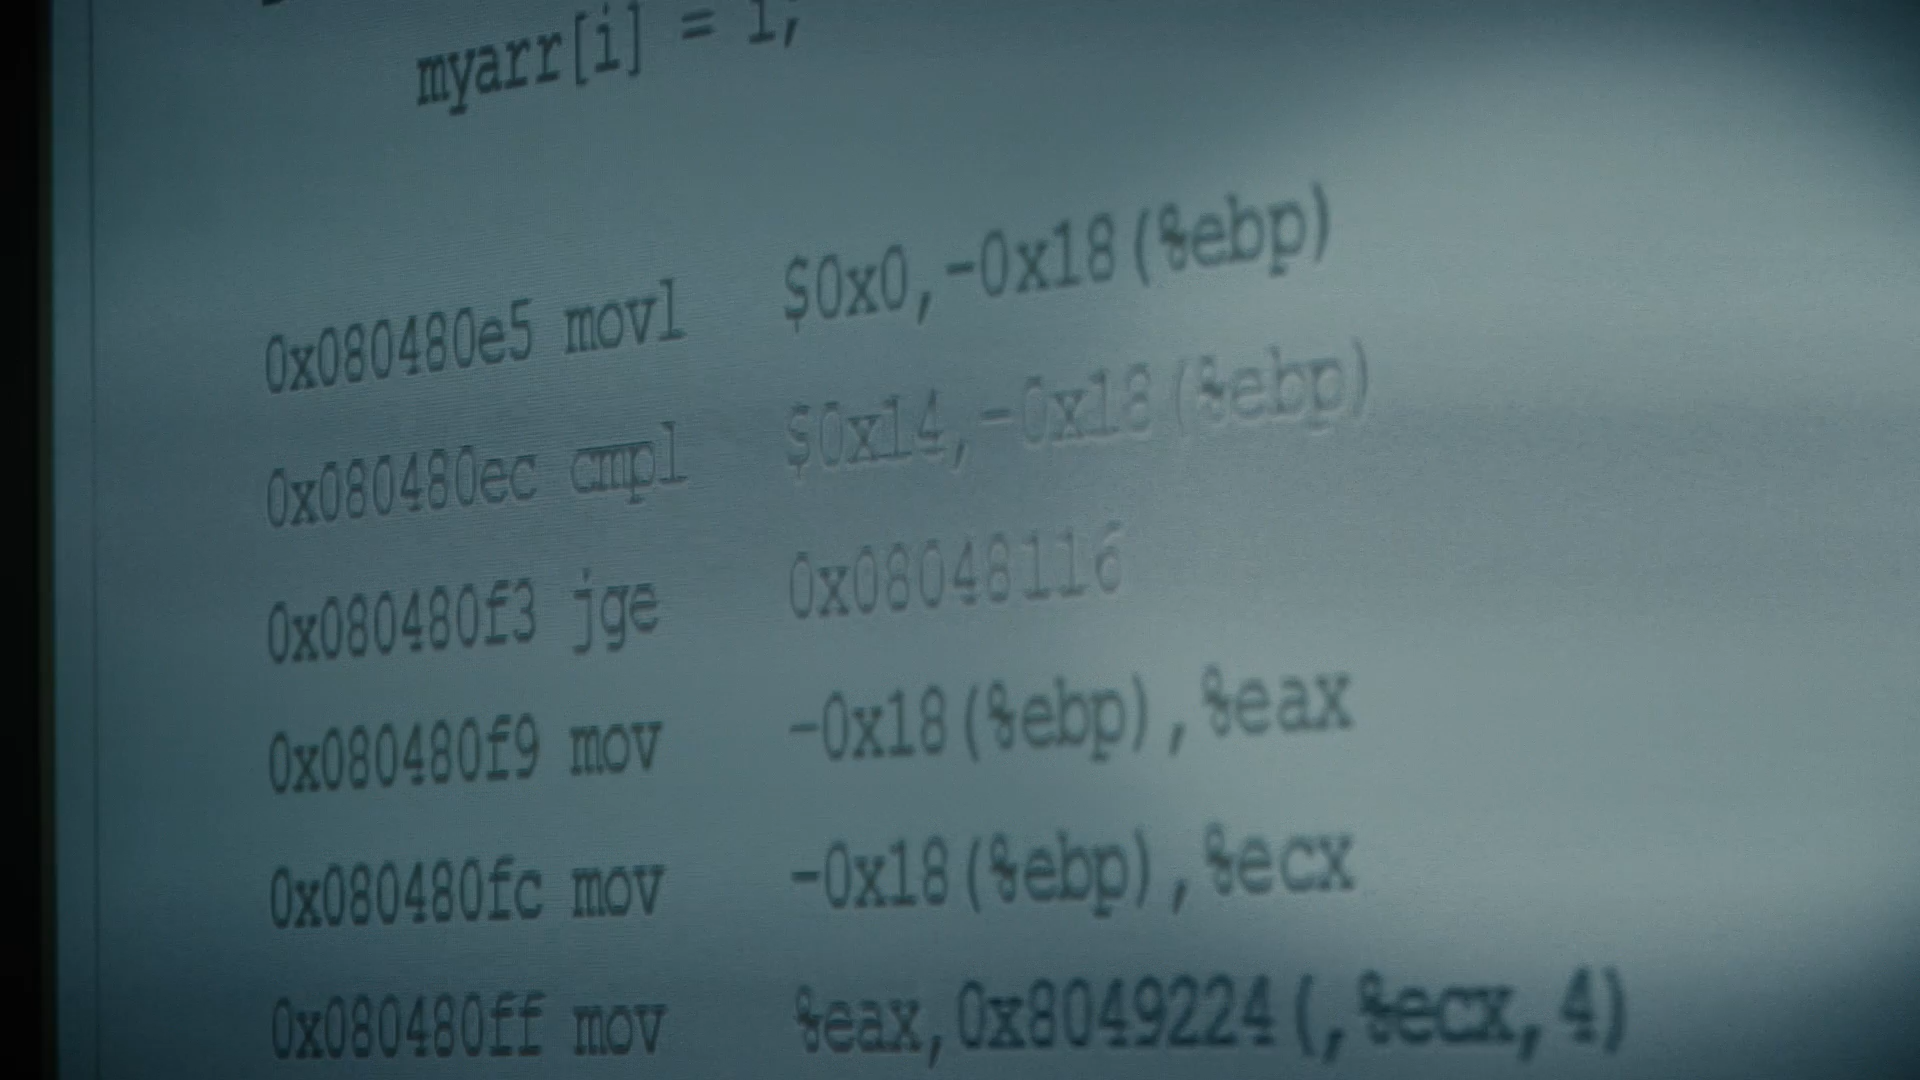 myarr[i] = i;
0x080480e5 movl $0x0,-0x18(%ebp)
0x080480ec cmpl $0x14,-0x18(%ebp)
0x080480f3 jge 0x08048116
0x080480f9 mov -0x18(%ebp),%eax
0x080480fc mov -0x18(%ebp),%ecx
0x080480ff mov %eax,0x8049224(,%ecx,4)